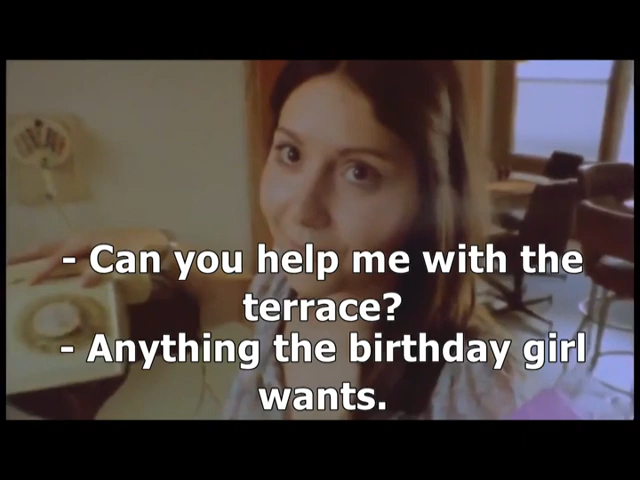 - Can you help me with the
terrace?
- Anything the birthday girl
wants.